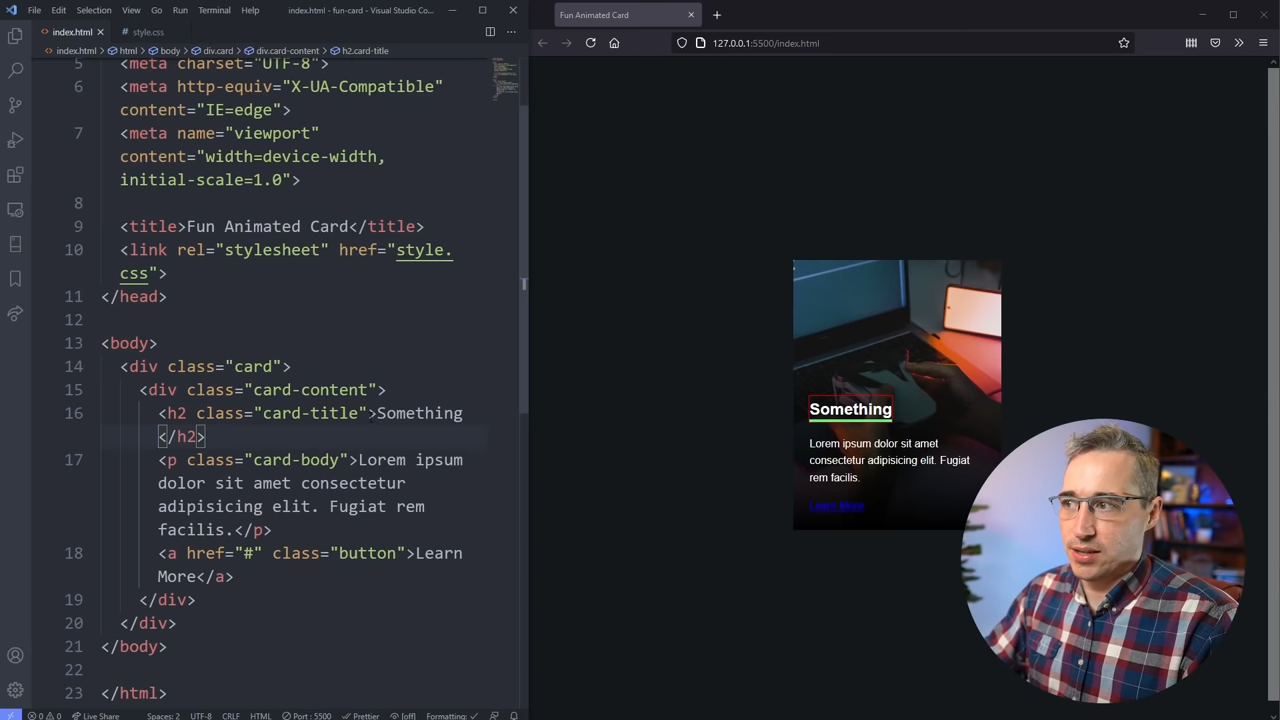 File Edit Selection View Go Run Terminal Help index.html - fun-card - Visual Studio Co...
index.html style.css
index.html > html > body > div.card > div.card-content > h2.card-title
5 <meta charset="UTF-8">
6 <meta http-equiv="X-UA-Compatible"
content="IE=edge">
7 <meta name="viewport"
content="width=device-width,
initial-scale=1.0">
8
9 <title>Fun Animated Card</title>
10 <link rel="stylesheet" href="style.
css">
11 </head>
12
13 <body>
14 <div class="card">
15 <div class="card-content">
16 <h2 class="card-title">Something
</h2>
17 <p class="card-body">Lorem ipsum
dolor sit amet consectetur
adipisicing elit. Fugiat rem
facilis.</p>
18 <a href="#" class="button">Learn
More</a>
19 </div>
20 </div>
21 </body>
22
23 </html>
0 0 Live Share Spaces: 2 UTF-8 CRLF HTML Port : 5500 Prettier [off] Formatting:
Fun Animated Card
127.0.0.1:5500/index.html
Something
Lorem ipsum dolor sit amet
consectetur adipisicing elit. Fugiat
rem facilis.
Learn More